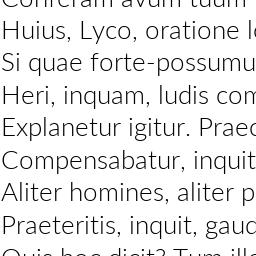 Conferam avum tuum
Huius, Lyco, oratione
Si quae forte-possumu
Heri, inquam, ludis com
Explanetur igitur. Praec
Compensabatur, inquit
Aliter homines, aliter p
Praeteritis, inquit, gaud
Quis hoc dicit? Tum ille